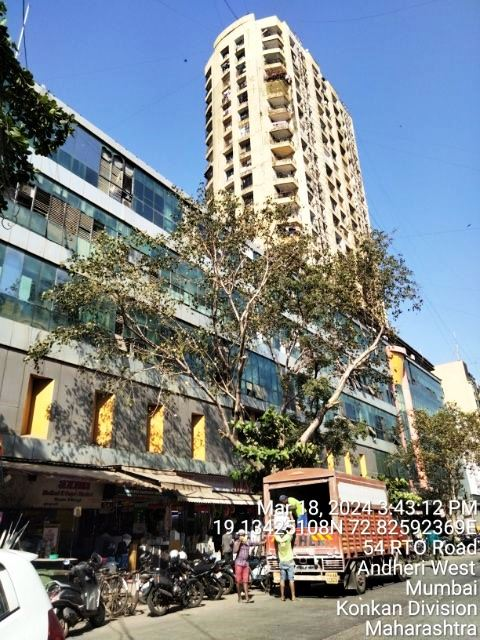 Mar 18, 2024 3:43:12 PM
19.13425108N 72.82592369E
54 RTO Road
Andheri West
Mumbai
Konkan Division
Maharashtra